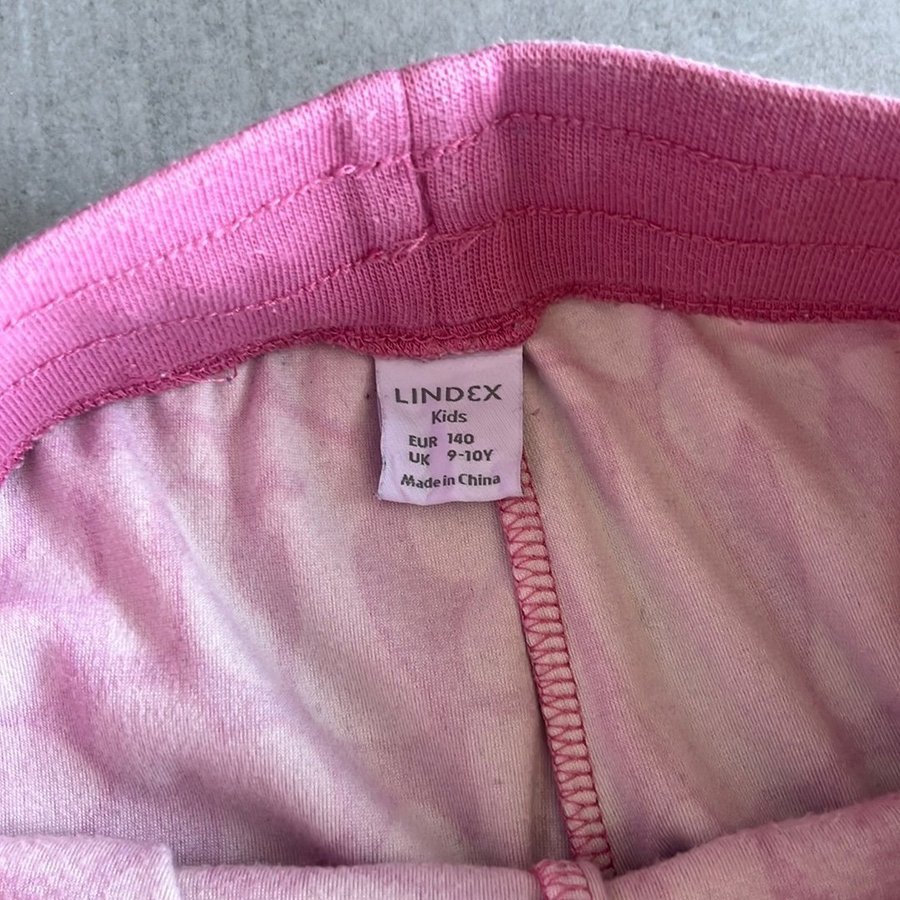 LINDEX
Kids
EUR 140
UK 9-10Y
Made in China